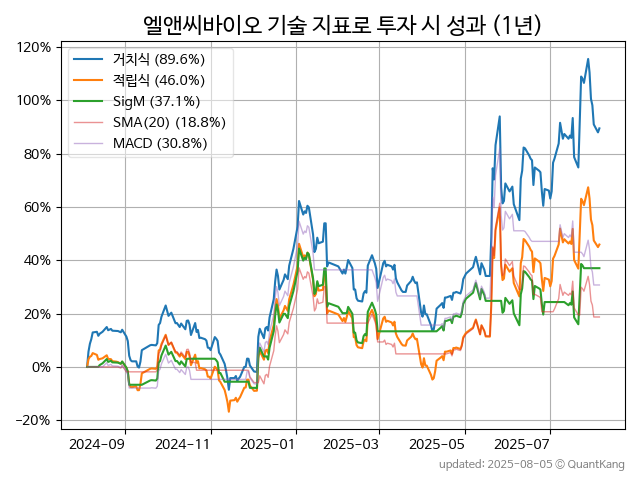 엘앤씨바이오 기술 지표로 투자 시 성과 (1년)
120%
100%
80%
60%
40%
20%
0%
−20%
거치식 (89.6%)
적립식 (46.0%)
SigM (37.1%)
SMA(20) (18.8%)
MACD (30.8%)
2024−09 2024−11 2025−01 2025−03 2025−05 2025−07
updated: 2025-08-05 © QuantKang